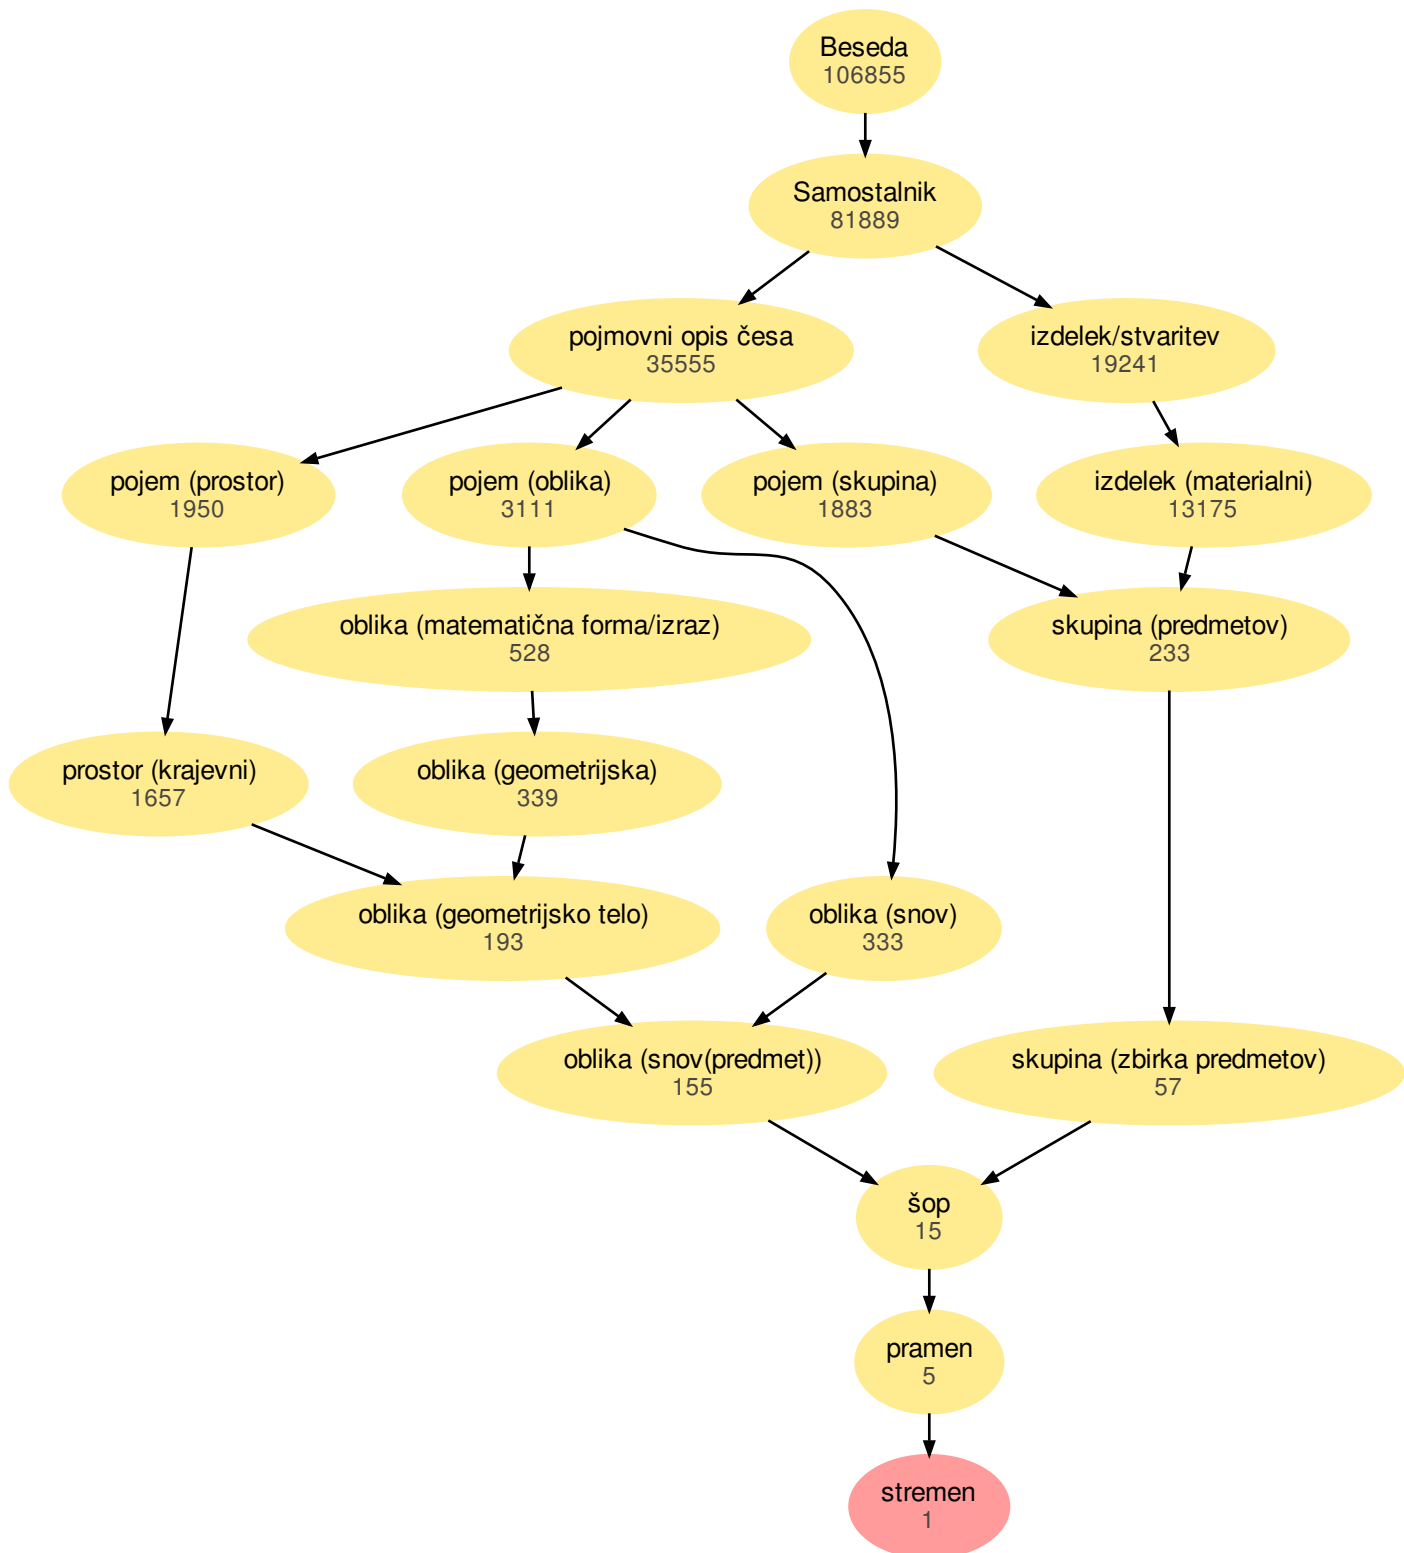 Beseda
106855
Samostalnik
81889
pojmovni opis česa
35555
izdelek/stvaritev
19241
pojem (prostor)
1950
pojem (oblika)
3111
pojem (skupina)
1883
izdelek (materialni)
13175
oblika (matematična forma/izraz)
528
skupina (predmetov)
233
prostor (krajevni)
1657
oblika (geometrijska)
339
oblika (geometrijsko telo)
193
oblika (snov)
333
oblika (snov(predmet))
155
skupina (zbirka predmetov)
57
šop
15
pramen
5
stremen
1